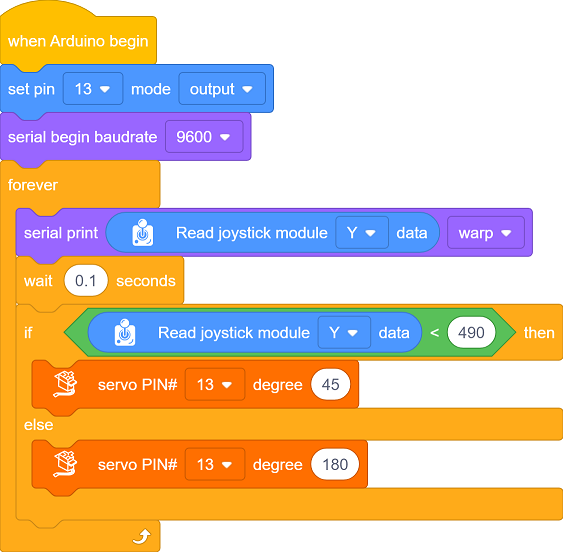 when Arduino begin
set pin 13 mode output
serial begin baudrate 9600
forever
serial print Read joystick module Y data warp
wait 0.1 seconds
if Read joystick module Y data < 490 then
servo PIN# 13 degree 45
else
servo PIN# 13 degree 180